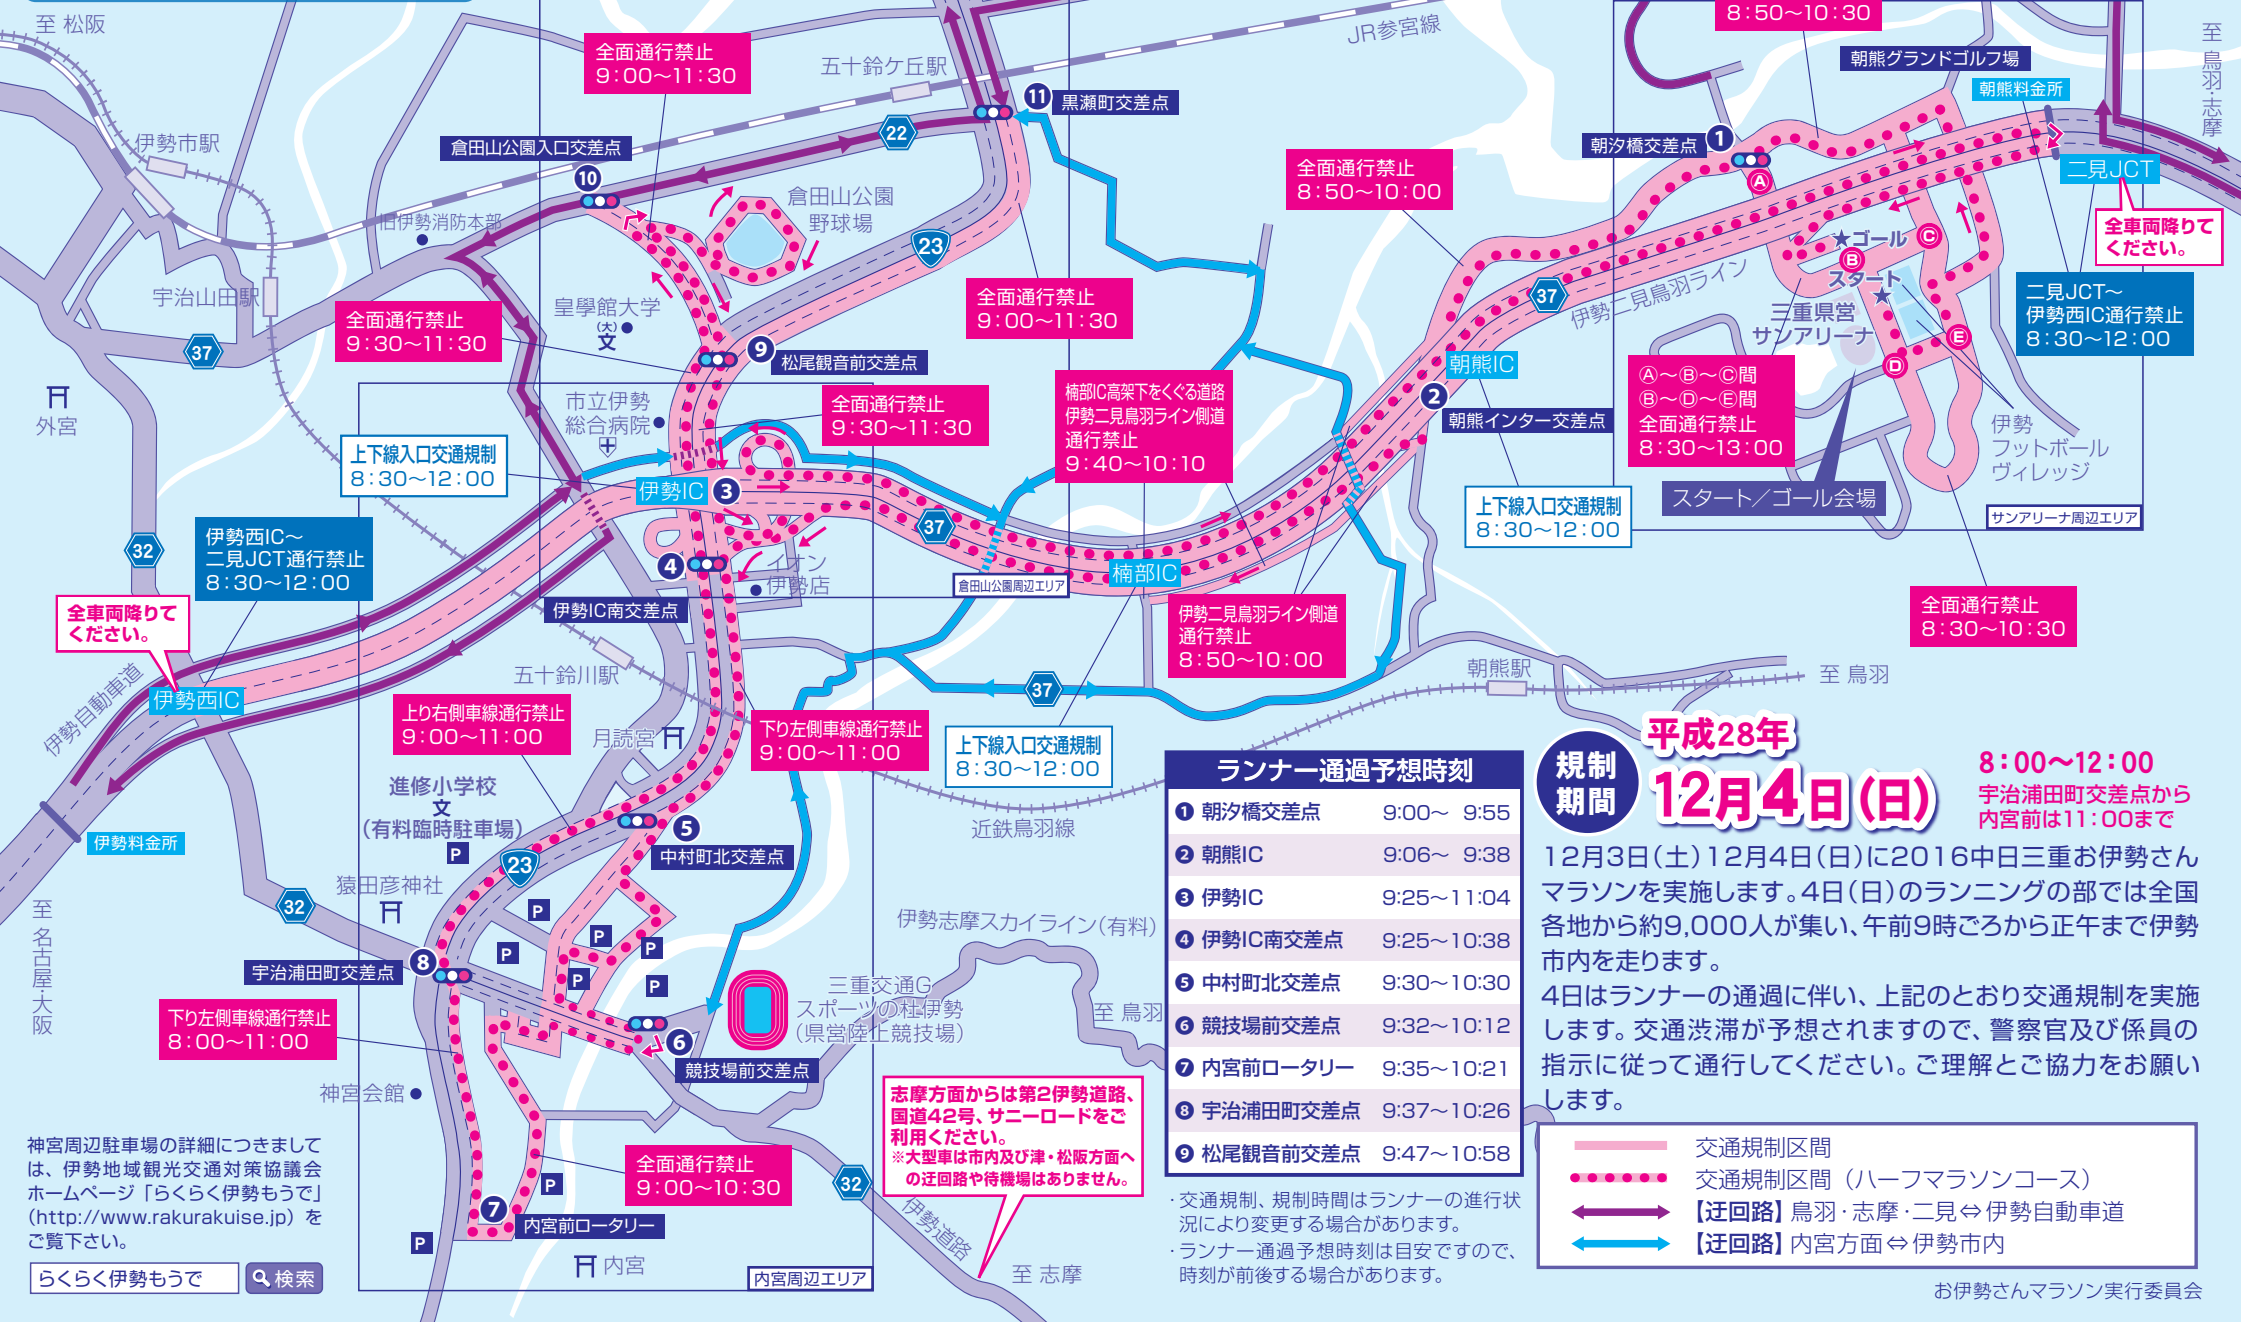 至 松阪
全面通行禁止
9:00〜11:30
五十鈴ケ丘駅
JR参宮線
8:50〜10:30
朝熊グランドゴルフ場
朝熊料金所
至 鳥羽・志摩
伊勢市駅
倉田山公園入口交差点
10
22
11
黒瀬町交差点
朝汐橋交差点
1
A
二見JCT
全車両降りて
ください。
全面通行禁止
8:50〜10:00
旧伊勢消防本部
倉田山公園
野球場
23
★ゴール
C
B
スタート
★
三重県営
サンアリーナ
宇治山田駅
37
全面通行禁止
9:30〜11:30
皇學館大学
(大)
文
全面通行禁止
9:00〜11:30
37
伊勢二見鳥羽ライン
二見JCT〜
伊勢西IC通行禁止
8:30〜12:00
E
D
9
松尾観音前交差点
外宮
市立伊勢
総合病院
全面通行禁止
9:30〜11:30
楠部IC高架下をくぐる道路
伊勢二見鳥羽ライン側道
通行禁止
9:40〜10:10
朝熊IC
2
朝熊インター交差点
Ⓐ〜Ⓑ〜Ⓒ間
Ⓑ〜Ⓓ〜Ⓔ間
全面通行禁止
8:30〜13:00
伊勢
フットボール
ヴィレッジ
スタート/ゴール会場
サンアリーナ周辺エリア
上下線入口交通規制
8:30〜12:00
伊勢IC
3
37
上下線入口交通規制
8:30〜12:00
32
伊勢西IC〜
二見JCT通行禁止
8:30〜12:00
4
イオン
伊勢店
倉田山公園周辺エリア
楠部IC
伊勢IC南交差点
全車両降りて
ください。
伊勢二見鳥羽ライン側道
通行禁止
8:50〜10:00
全面通行禁止
8:30〜10:30
伊勢西IC
伊勢自動車道
五十鈴川駅
37
朝熊駅
至 鳥羽
上り右側車線通行禁止
9:00〜11:00
月読宮
下り左側車線通行禁止
9:00〜11:00
上下線入口交通規制
8:30〜12:00
近鉄鳥羽線
進修小学校
文
(有料臨時駐車場)
P
伊勢料金所
5
中村町北交差点
23
猿田彦神社
32
至 名古屋・大阪
P
P
P
P
P
P
8
宇治浦田町交差点
下り左側車線通行禁止
8:00〜11:00
伊勢志摩スカイライン(有料)
三重交通G
スポーツの杜伊勢
(県営陸上競技場)
至 鳥羽
6
競技場前交差点
神宮会館
志摩方面からは第2伊勢道路、
国道42号、サニーロードをご
利用ください。
※大型車は市内及び津・松阪方面へ
の迂回路や待機場はありません。
全面通行禁止
9:00〜10:30
32
伊勢道路
至 志摩
P
P
7
内宮前ロータリー
内宮
内宮周辺エリア
神宮周辺駐車場の詳細につきまして
は、伊勢地域観光交通対策協議会
ホームページ「らくらく伊勢もうで」
(http://www.rakurakuise.jp) を
ご覧下さい。
らくらく伊勢もうで
検索
ランナー通過予想時刻
❶ 朝汐橋交差点 9:00〜 9:55
❷ 朝熊IC 9:06〜 9:38
❸ 伊勢IC 9:25〜11:04
❹ 伊勢IC南交差点 9:25〜10:38
❺ 中村町北交差点 9:30〜10:30
❻ 競技場前交差点 9:32〜10:12
❼ 内宮前ロータリー 9:35〜10:21
❽ 宇治浦田町交差点 9:37〜10:26
❾ 松尾観音前交差点 9:47〜10:58
・交通規制、規制時間はランナーの進行状
況により変更する場合があります。
・ランナー通過予想時刻は目安ですので、
時刻が前後する場合があります。
規制
期間
平成28年
12月4日(日)
8:00〜12:00
宇治浦田町交差点から
内宮前は11:00まで
12月3日(土)12月4日(日)に2016中日三重お伊勢さん
マラソンを実施します。4日(日)のランニングの部では全国
各地から約9,000人が集い、午前9時ごろから正午まで伊勢
市内を走ります。
4日はランナーの通過に伴い、上記のとおり交通規制を実施
します。交通渋滞が予想されますので、警察官及び係員の
指示に従って通行してください。ご理解とご協力をお願い
します。
交通規制区間
交通規制区間(ハーフマラソンコース)
【迂回路】鳥羽・志摩・二見⇔伊勢自動車道
【迂回路】内宮方面⇔伊勢市内
お伊勢さんマラソン実行委員会